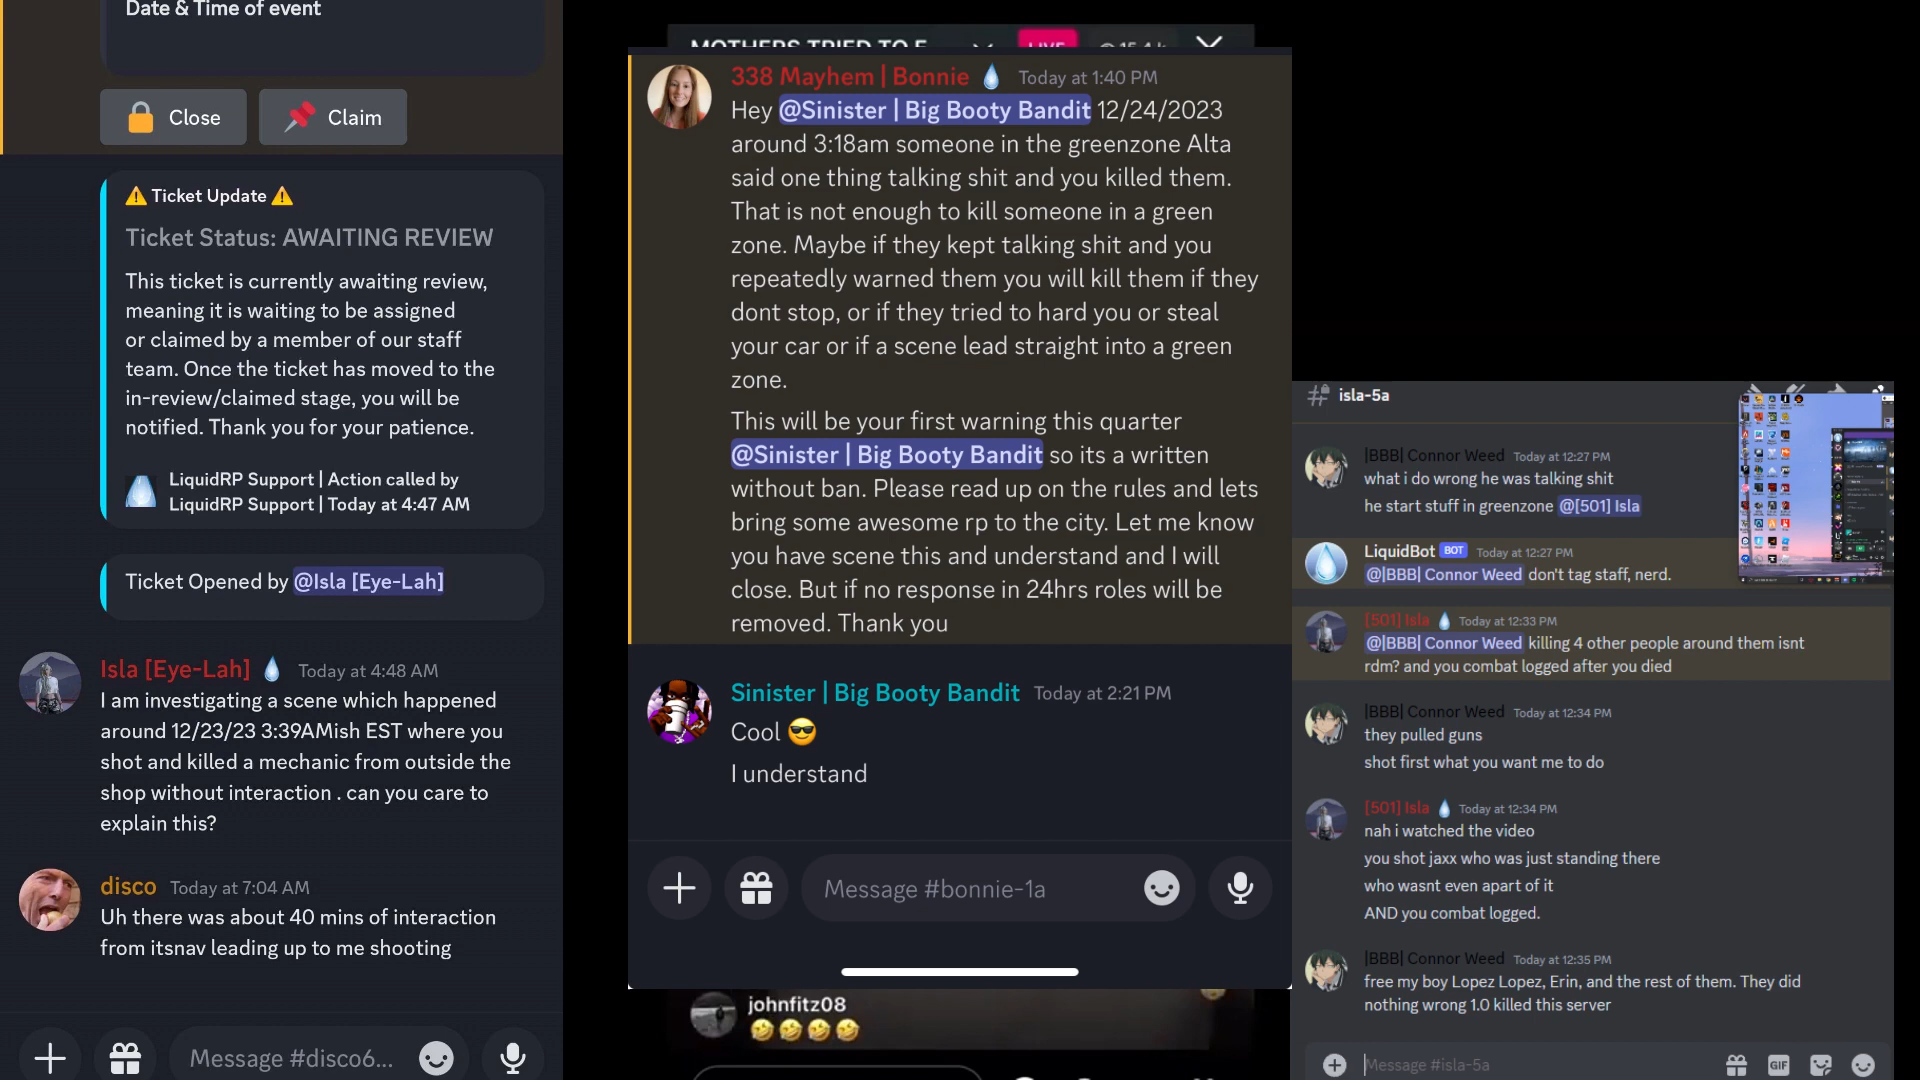 Date & Time of event
Close
Claim
Ticket Update
Ticket Status: AWAITING REVIEW
This ticket is currently awaiting review,
meaning it is waiting to be assigned
or claimed by a member of our staff
team. Once the ticket has moved to the
in-review/claimed stage, you will be
notified. Thank you for your patience.
LiquidRP Support | Action called by
LiquidRP Support | Today at 4:47 AM
Ticket Opened by @Isla [Eye-Lah]
Isla [Eye-Lah] Today at 4:48 AM
I am investigating a scene which happened
around 12/23/23 3:39AMish EST where you
shot and killed a mechanic from outside the
shop without interaction . can you care to
explain this?
disco Today at 7:04 AM
Uh there was about 40 mins of interaction
from itsnav leading up to me shooting
Message #disco6...
MOTHERS TRIED TO
LIVE
338 Mayhem | Bonnie Today at 1:40 PM
Hey @Sinister | Big Booty Bandit 12/24/2023
around 3:18am someone in the greenzone Alta
said one thing talking shit and you killed them.
That is not enough to kill someone in a green
zone. Maybe if they kept talking shit and you
repeatedly warned them you will kill them if they
dont stop, or if they tried to hard you or steal
your car or if a scene lead straight into a green
zone.
This will be your first warning this quarter
@Sinister | Big Booty Bandit so its a written
without ban. Please read up on the rules and lets
bring some awesome rp to the city. Let me know
you have scene this and understand and I will
close. But if no response in 24hrs roles will be
removed. Thank you
Sinister | Big Booty Bandit Today at 2:21 PM
Cool 😎
I understand
Message #bonnie-1a
johnfitz08
🤣🤣🤣🤣
isla-5a
|BBB| Connor Weed Today at 12:27 PM
what i do wrong he was talking shit
he start stuff in greenzone @[501] Isla
LiquidBot BOT Today at 12:27 PM
@|BBB| Connor Weed don't tag staff, nerd.
[501] Isla Today at 12:33 PM
@|BBB| Connor Weed killing 4 other people around them isnt
rdm? and you combat logged after you died
|BBB| Connor Weed Today at 12:34 PM
they pulled guns
shot first what you want me to do
[501] Isla Today at 12:34 PM
nah i watched the video
you shot jaxx who was just standing there
who wasnt even apart of it
AND you combat logged.
|BBB| Connor Weed Today at 12:35 PM
free my boy Lopez Lopez, Erin, and the rest of them. They did
nothing wrong 1.0 killed this server
Message #isla-5a
GIF